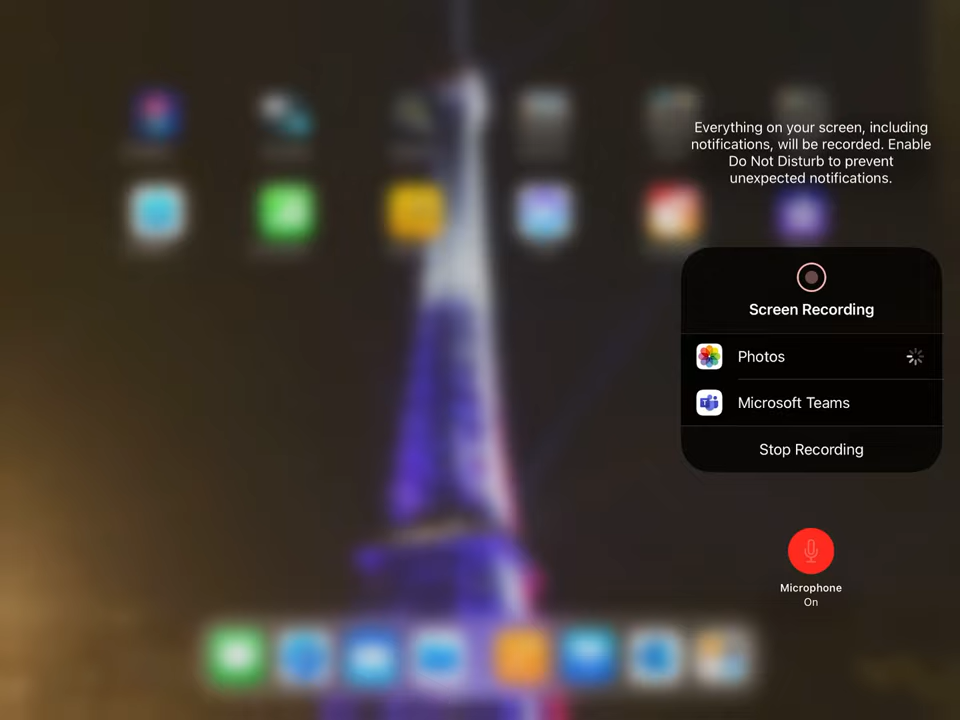 Everything on your screen, including
notifications, will be recorded. Enable
Do Not Disturb to prevent
unexpected notifications.
Screen Recording
Photos
Microsoft Teams
Stop Recording
Microphone
On